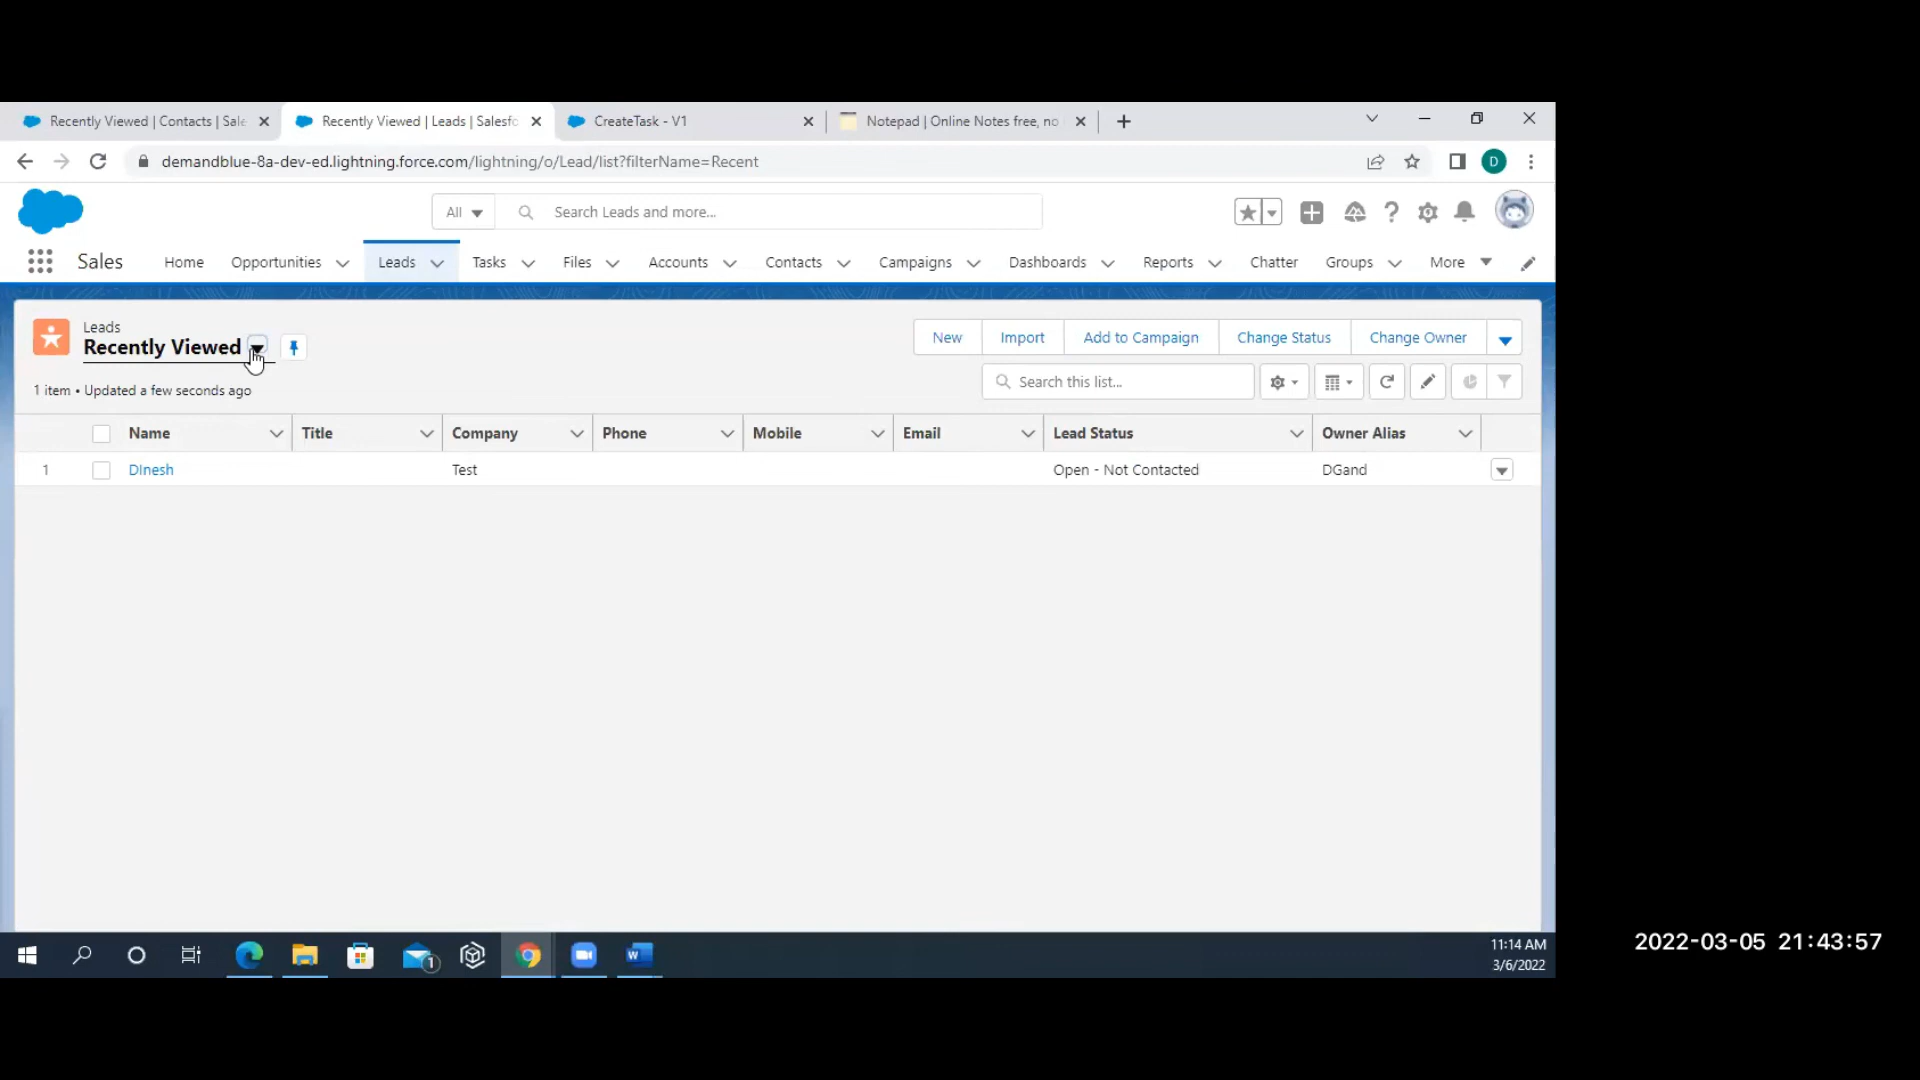 Recently Viewed | Contacts | Sale
Recently Viewed | Leads | Salesfo
CreateTask - V1
Notepad | Online Notes free, no
demandblue-8a-dev-ed.lightning.force.com/lightning/o/Lead/list?filterName=Recent
D
All
Search Leads and more...
Sales
Home
Opportunities
Leads
Tasks
Files
Accounts
Contacts
Campaigns
Dashboards
Reports
Chatter
Groups
More
Leads
Recently Viewed
New
Import
Add to Campaign
Change Status
Change Owner
1 item • Updated a few seconds ago
Search this list...
Name
Title
Company
Phone
Mobile
Email
Lead Status
Owner Alias
1
DInesh
Test
Open - Not Contacted
DGand
1
W
11:14 AM
3/6/2022
2022-03-05 21:43:57